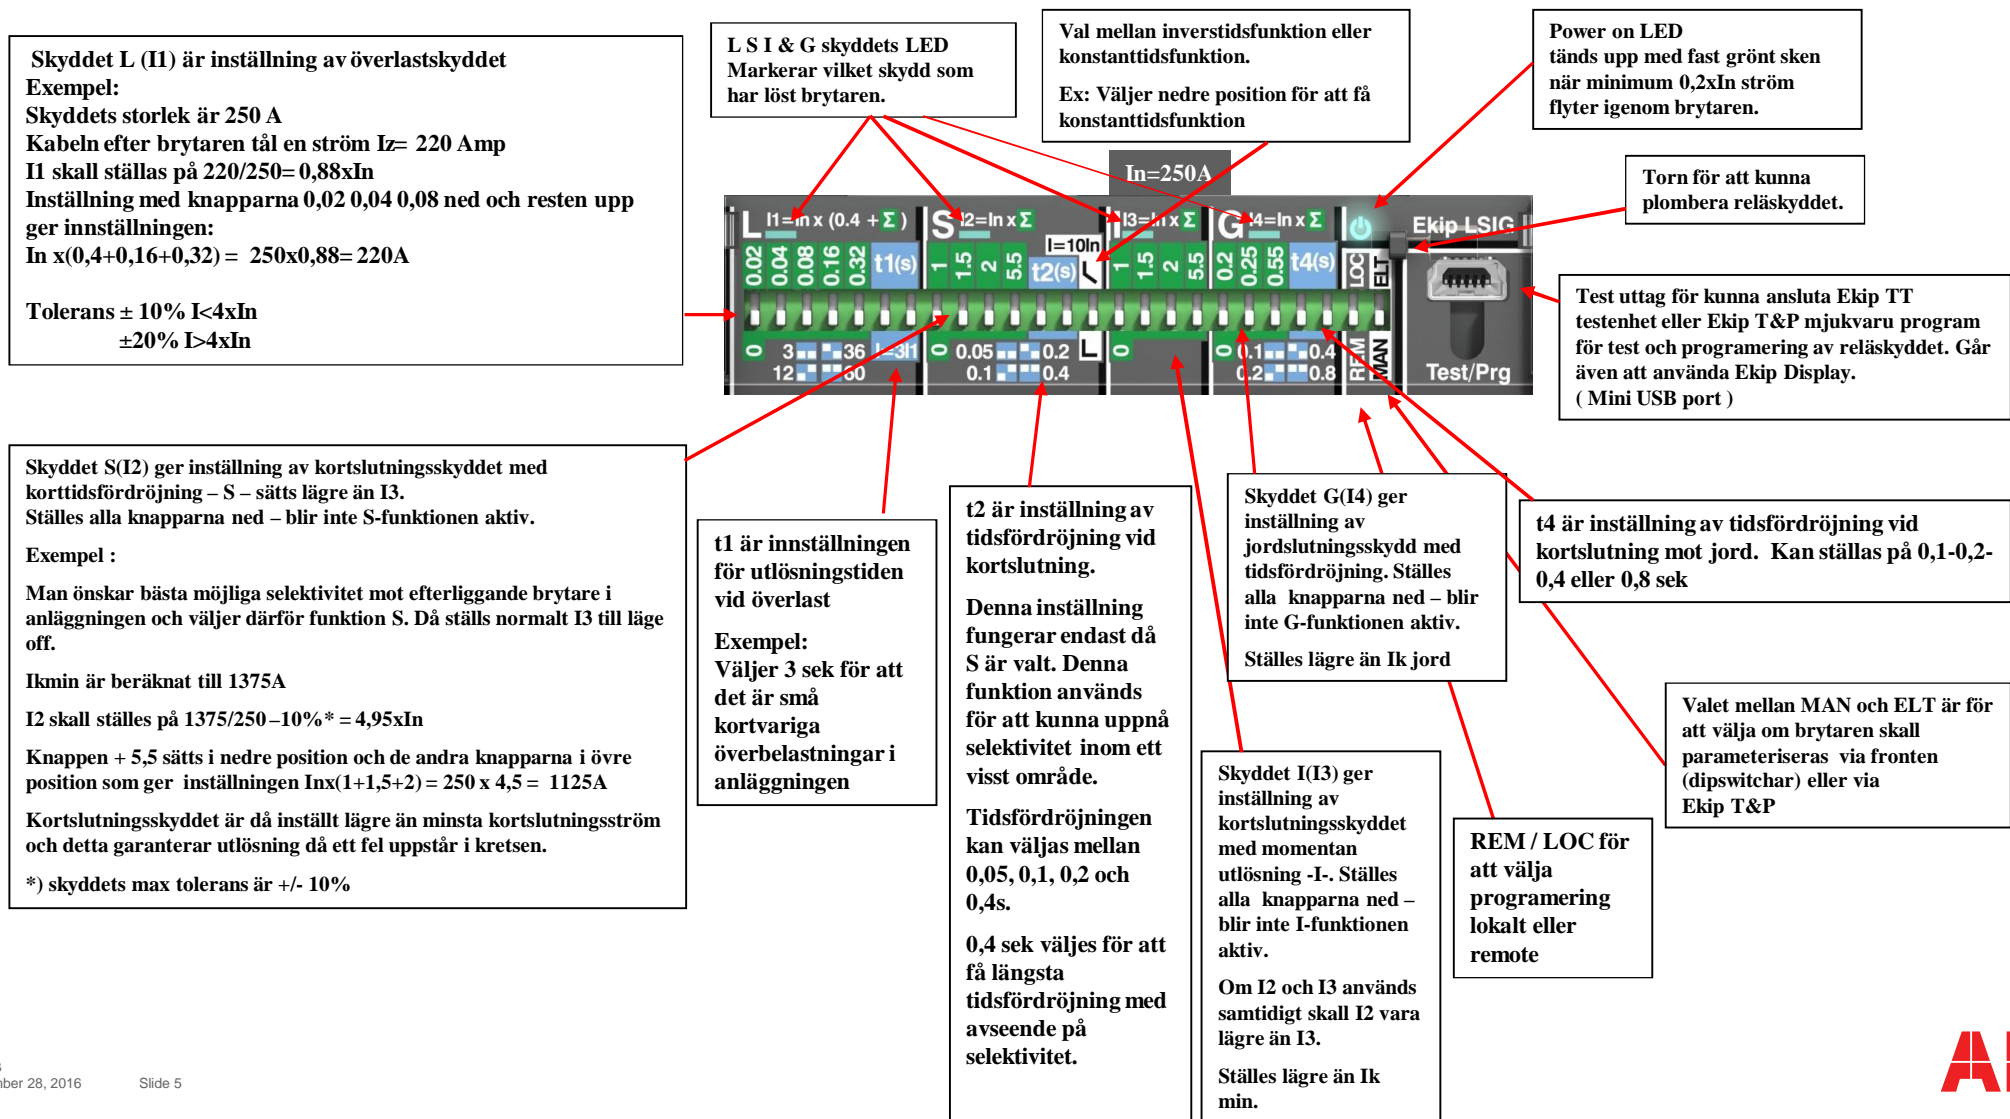 Skyddet L (I1) är inställning av överlastskyddet
Exempel:
Skyddets storlek är 250 A
Kabeln efter brytaren tål en ström Iz= 220 Amp
I1 skall ställas på 220/250= 0,88xIn
Inställning med knapparna 0,02 0,04 0,08 ned och resten upp
ger innställningen:
In x(0,4+0,16+0,32) = 250x0,88= 220A
Tolerans ± 10% I<4xIn
±20% I>4xIn
L S I & G skyddets LED
Markerar vilket skydd som
har löst brytaren.
Val mellan inverstidsfunktion eller
konstanttidsfunktion.
Ex: Väljer nedre position för att få
konstanttidsfunktion
Power on LED
tänds upp med fast grönt sken
när minimum 0,2xIn ström
flyter igenom brytaren.
Torn för att kunna
plombera reläskyddet.
In=250A
L I1=In x (0.4 + Σ )
0.02 0.04 0.08 0.16 0.32 t1(s)
0 3 36 I=3I1
12 60
S I2=In x Σ
I=10In
1 1.5 2 5.5 t2(s)
0 0.05 0.2
0.1 0.4
I I3=In x Σ
1 1.5 2 5.5
0
G I4=In x Σ
0.2 0.25 0.55 t4(s)
0 0.1 0.4
0.2 0.8
LOC ELT
REM MAN
Ekip LSIG
Test/Prg
Test uttag för kunna ansluta Ekip TT
testenhet eller Ekip T&P mjukvaru program
för test och programering av reläskyddet. Går
även att använda Ekip Display.
( Mini USB port )
Skyddet S(I2) ger inställning av kortslutningsskyddet med
korttidsfördröjning – S – sätts lägre än I3.
Ställes alla knapparna ned – blir inte S-funktionen aktiv.
Exempel :
Man önskar bästa möjliga selektivitet mot efterliggande brytare i
anläggningen och väljer därför funktion S. Då ställs normalt I3 till läge
off.
Ikmin är beräknat till 1375A
I2 skall ställes på 1375/250 –10%* = 4,95xIn
Knappen + 5,5 sätts i nedre position och de andra knapparna i övre
position som ger inställningen Inx(1+1,5+2) = 250 x 4,5 = 1125A
Kortslutningsskyddet är då inställt lägre än minsta kortslutningsström
och detta garanterar utlösning då ett fel uppstår i kretsen.
*) skyddets max tolerans är +/- 10%
t1 är innställningen
för utlösningstiden
vid överlast
Exempel:
Väljer 3 sek för att
det är små
kortvariga
överbelastningar i
anläggningen
t2 är inställning av
tidsfördröjning vid
kortslutning.
Denna inställning
fungerar endast då
S är valt. Denna
funktion används
för att kunna uppnå
selektivitet inom ett
visst område.
Tidsfördröjningen
kan väljas mellan
0,05, 0,1, 0,2 och
0,4s.
0,4 sek väljes för att
få längsta
tidsfördröjning med
avseende på
selektivitet.
Skyddet G(I4) ger
inställning av
jordslutningsskydd med
tidsfördröjning. Ställes
alla knapparna ned – blir
inte G-funktionen aktiv.
Ställes lägre än Ik jord
t4 är inställning av tidsfördröjning vid
kortslutning mot jord. Kan ställas på 0,1-0,2-
0,4 eller 0,8 sek
Skyddet I(I3) ger
inställning av
kortslutningsskyddet
med momentan
utlösning -I-. Ställes
alla knapparna ned –
blir inte I-funktionen
aktiv.
Om I2 och I3 används
samtidigt skall I2 vara
lägre än I3.
Ställes lägre än Ik
min.
REM / LOC för
att välja
programering
lokalt eller
remote
Valet mellan MAN och ELT är för
att välja om brytaren skall
parameteriseras via fronten
(dipswitchar) eller via
Ekip T&P
ber 28, 2016 Slide 5